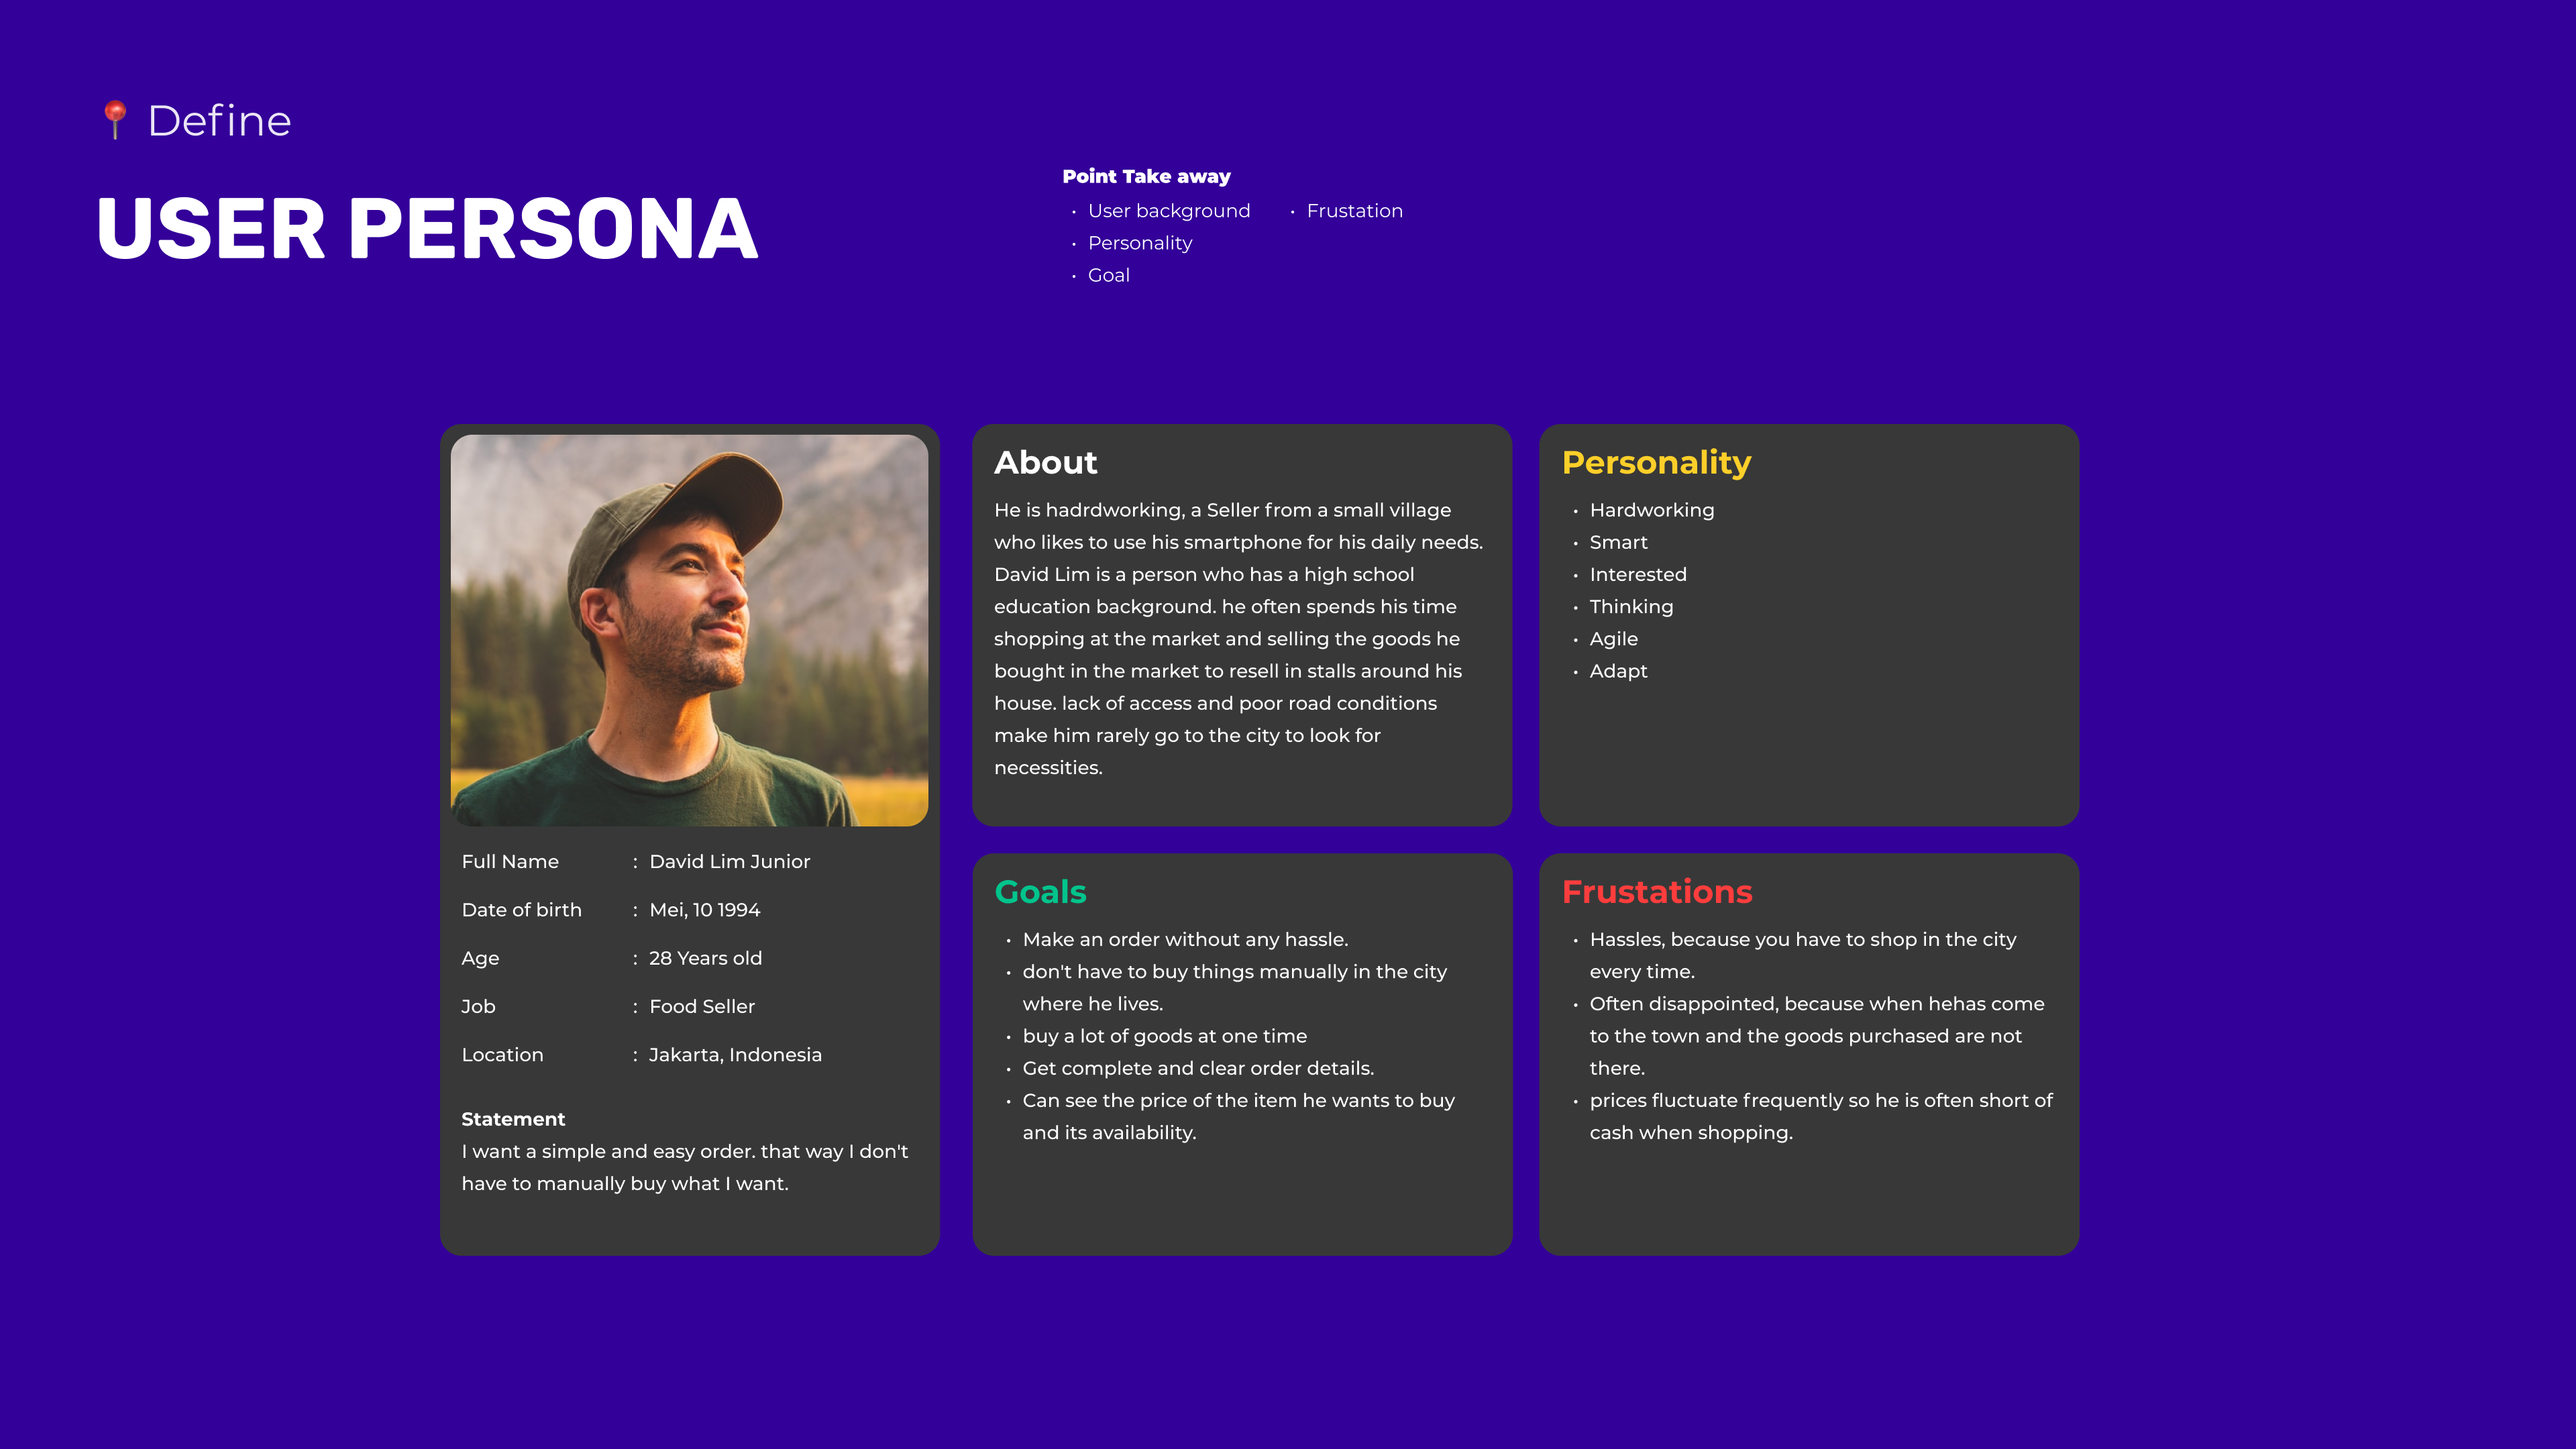 Define
USER PERSONA
Point Take away
• User background
• Personality
• Goal
• Frustation
Full Name : David Lim Junior
Date of birth : Mei, 10 1994
Age : 28 Years old
Job : Food Seller
Location : Jakarta, Indonesia
Statement
I want a simple and easy order. that way I don't
have to manually buy what I want.
About
He is hadrdworking, a Seller from a small village
who likes to use his smartphone for his daily needs.
David Lim is a person who has a high school
education background. he often spends his time
shopping at the market and selling the goods he
bought in the market to resell in stalls around his
house. lack of access and poor road conditions
make him rarely go to the city to look for
necessities.
Personality
• Hardworking
• Smart
• Interested
• Thinking
• Agile
• Adapt
Goals
• Make an order without any hassle.
• don't have to buy things manually in the city
where he lives.
• buy a lot of goods at one time
• Get complete and clear order details.
• Can see the price of the item he wants to buy
and its availability.
Frustations
• Hassles, because you have to shop in the city
every time.
• Often disappointed, because when hehas come
to the town and the goods purchased are not
there.
• prices fluctuate frequently so he is often short of
cash when shopping.